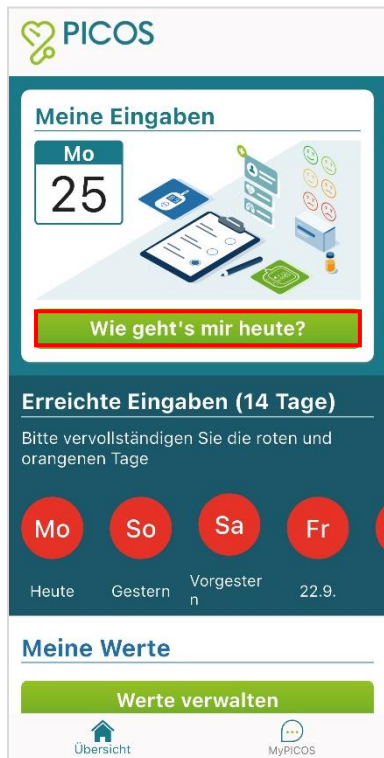 PICOS
Meine Eingaben
Mo
25
Wie geht's mir heute?
Erreichte Eingaben (14 Tage)
Bitte vervollständigen Sie die roten und
orangenen Tage
Mo So Sa Fr
Heute Gestern Vorgester
n 22.9.
Meine Werte
Werte verwalten
Übersicht MyPICOS